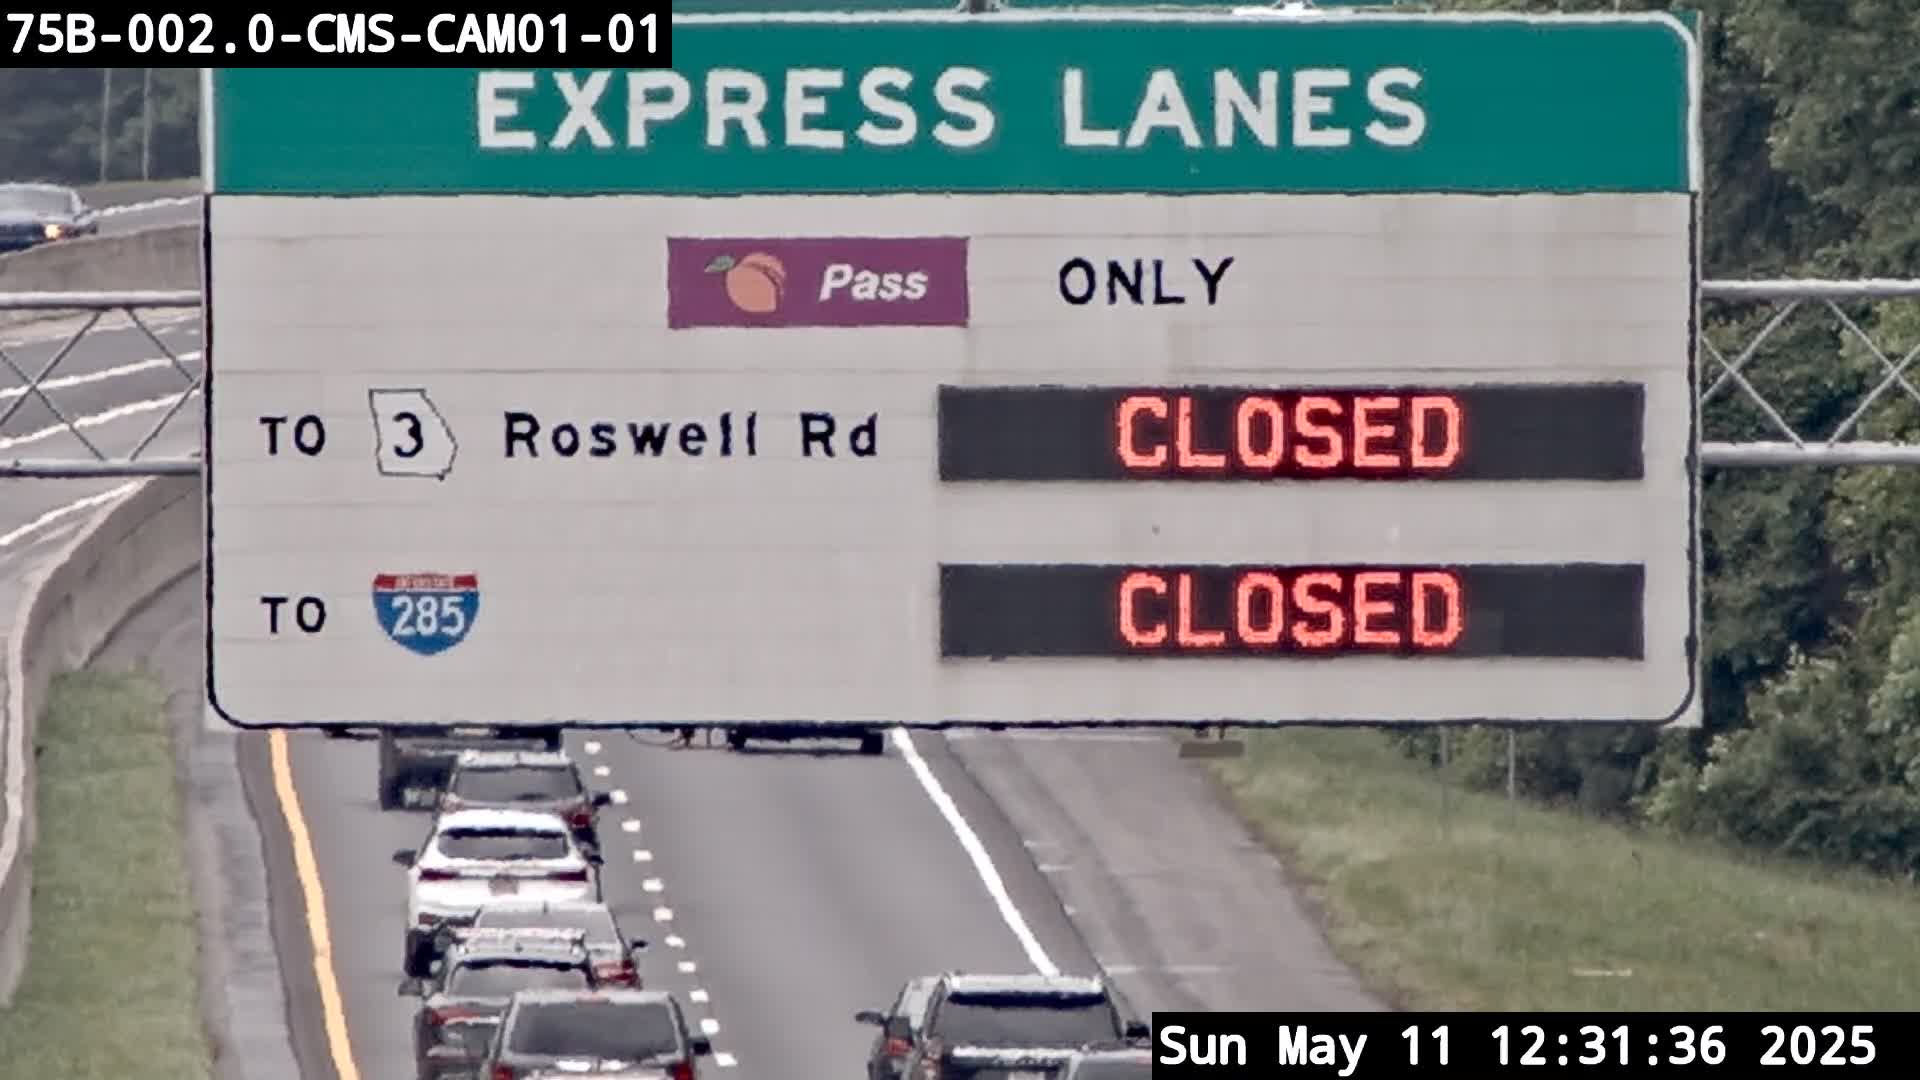 75B-002.0-CMS-CAM01-01
EXPRESS LANES
Pass ONLY
TO 3 Roswell Rd CLOSED
INTERSTATE
TO 285 CLOSED
Sun May 11 12:31:36 2025